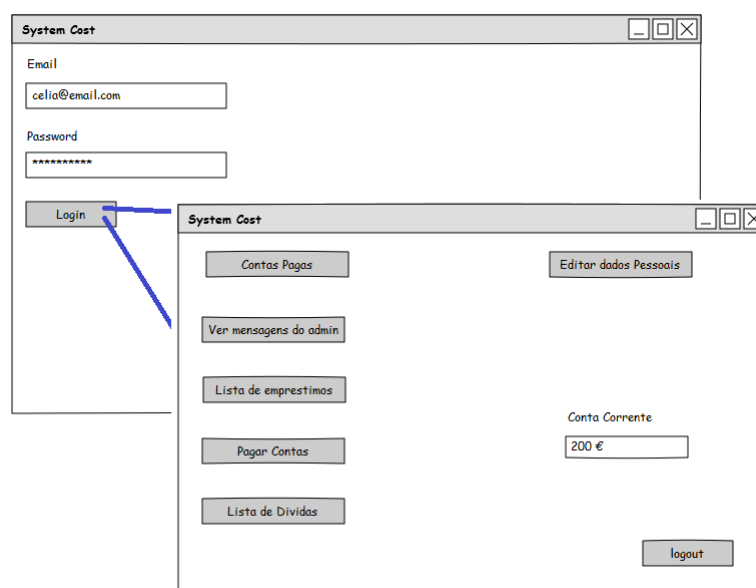 System Cost
Email
celia@email.com
Password
**********
Login
System Cost
Contas Pagas
Editar dados Pessoais
Ver mensagens do admin
Lista de emprestimos
Conta Corrente
200 €
Pagar Contas
Lista de Dividas
logout